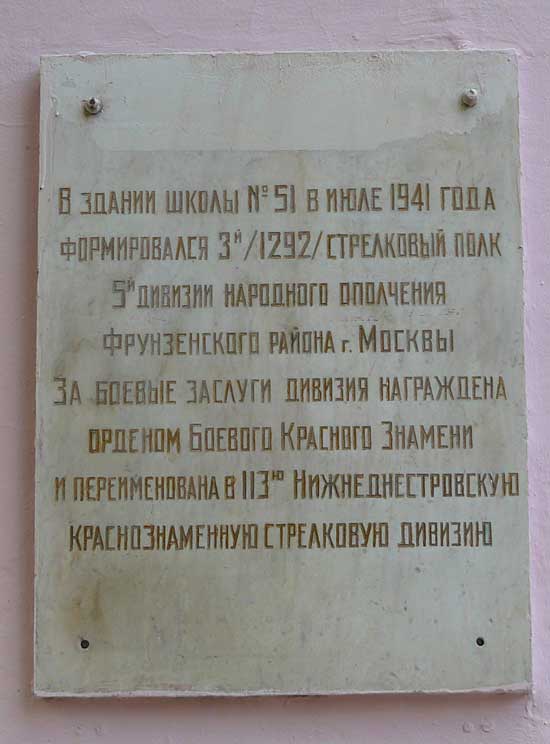 В здании школы № 51 в июле 1941 года
формировался 3й/1292/стрелковый полк
5й дивизии народного ополчения
Фрунзенского района г. Москвы
За боевые заслуги дивизия награждена
орденом Боевого Красного Знамени
и переименована в 113ю Нижнеднестровскую
краснознаменную стрелковую дивизию